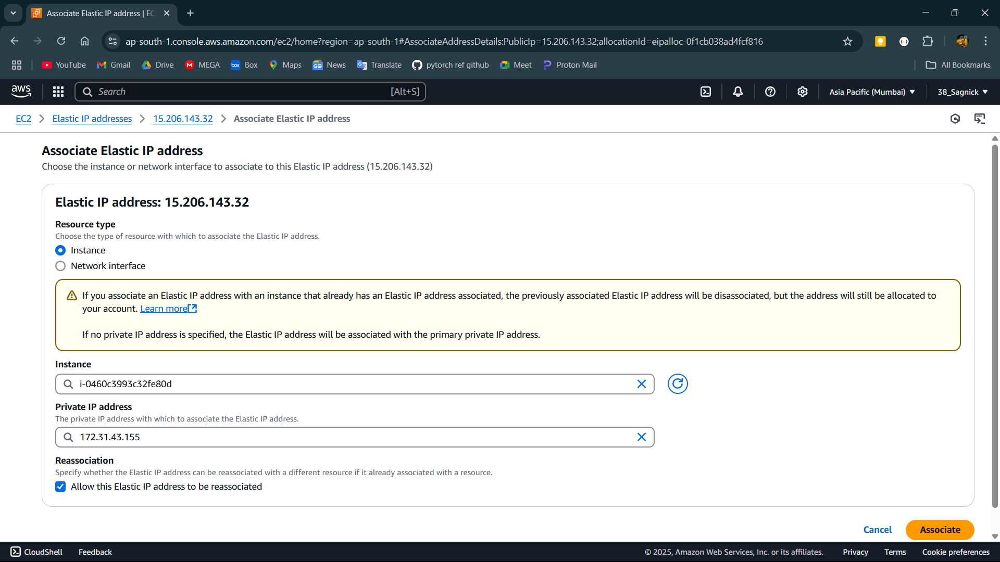 Associate Elastic IP address | EC
ap-south-1.console.aws.amazon.com/ec2/home?region=ap-south-1#AssociateAddressDetails:PublicIp=15.206.143.32;allocationId=eipalloc-0f1cb038ad4fcf816
YouTube Gmail Drive MEGA box Box Maps News Translate pytorch ref github Meet Proton Mail All Bookmarks
aws Search [Alt+S] Asia Pacific (Mumbai) 38_Sagnick
EC2 Elastic IP addresses 15.206.143.32 Associate Elastic IP address
Associate Elastic IP address
Choose the instance or network interface to associate to this Elastic IP address (15.206.143.32)
Elastic IP address: 15.206.143.32
Resource type
Choose the type of resource with which to associate the Elastic IP address.
Instance
Network interface
If you associate an Elastic IP address with an instance that already has an Elastic IP address associated, the previously associated Elastic IP address will be disassociated, but the address will still be allocated to
your account. Learn more
If no private IP address is specified, the Elastic IP address will be associated with the primary private IP address.
Instance
i-0460c3993c32fe80d
Private IP address
The private IP address with which to associate the Elastic IP address.
172.31.43.155
Reassociation
Specify whether the Elastic IP address can be reassociated with a different resource if it already associated with a resource.
Allow this Elastic IP address to be reassociated
Cancel Associate
CloudShell Feedback © 2025, Amazon Web Services, Inc. or its affiliates. Privacy Terms Cookie preferences